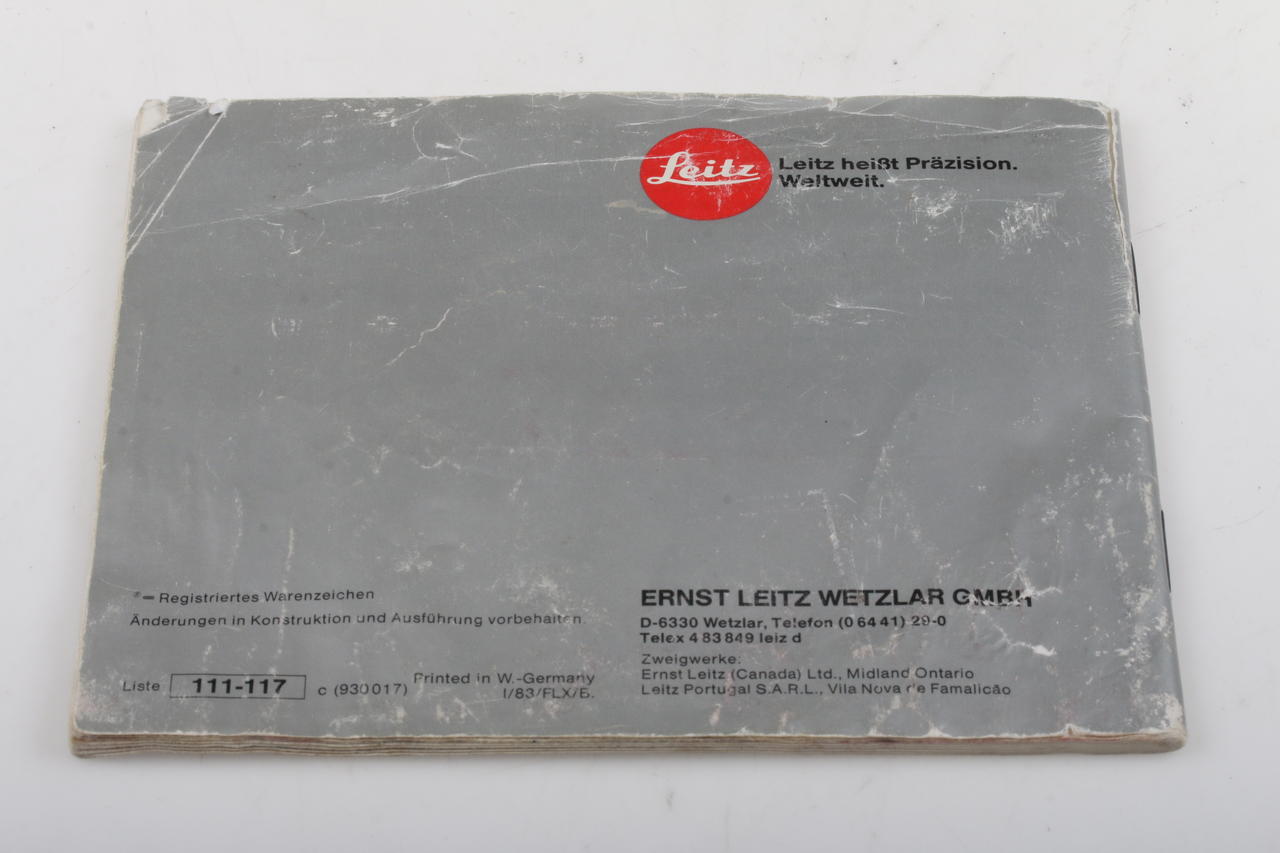 Leitz
Leitz heißt Präzision.
Weltweit.
®= Registriertes Warenzeichen
Änderungen in Konstruktion und Ausführung vorbehalten.
Liste 111-117 c (930017)
Printed in W.-Germany
I/83/FLX/B.
ERNST LEITZ WETZLAR GMBH
D-6330 Wetzlar, Telefon (0 64 41) 29-0
Telex 4 83 849 leiz d
Zweigwerke:
Ernst Leitz (Canada) Ltd., Midland Ontario
Leitz Portugal S.A.R.L., Vila Nova de Famalicão